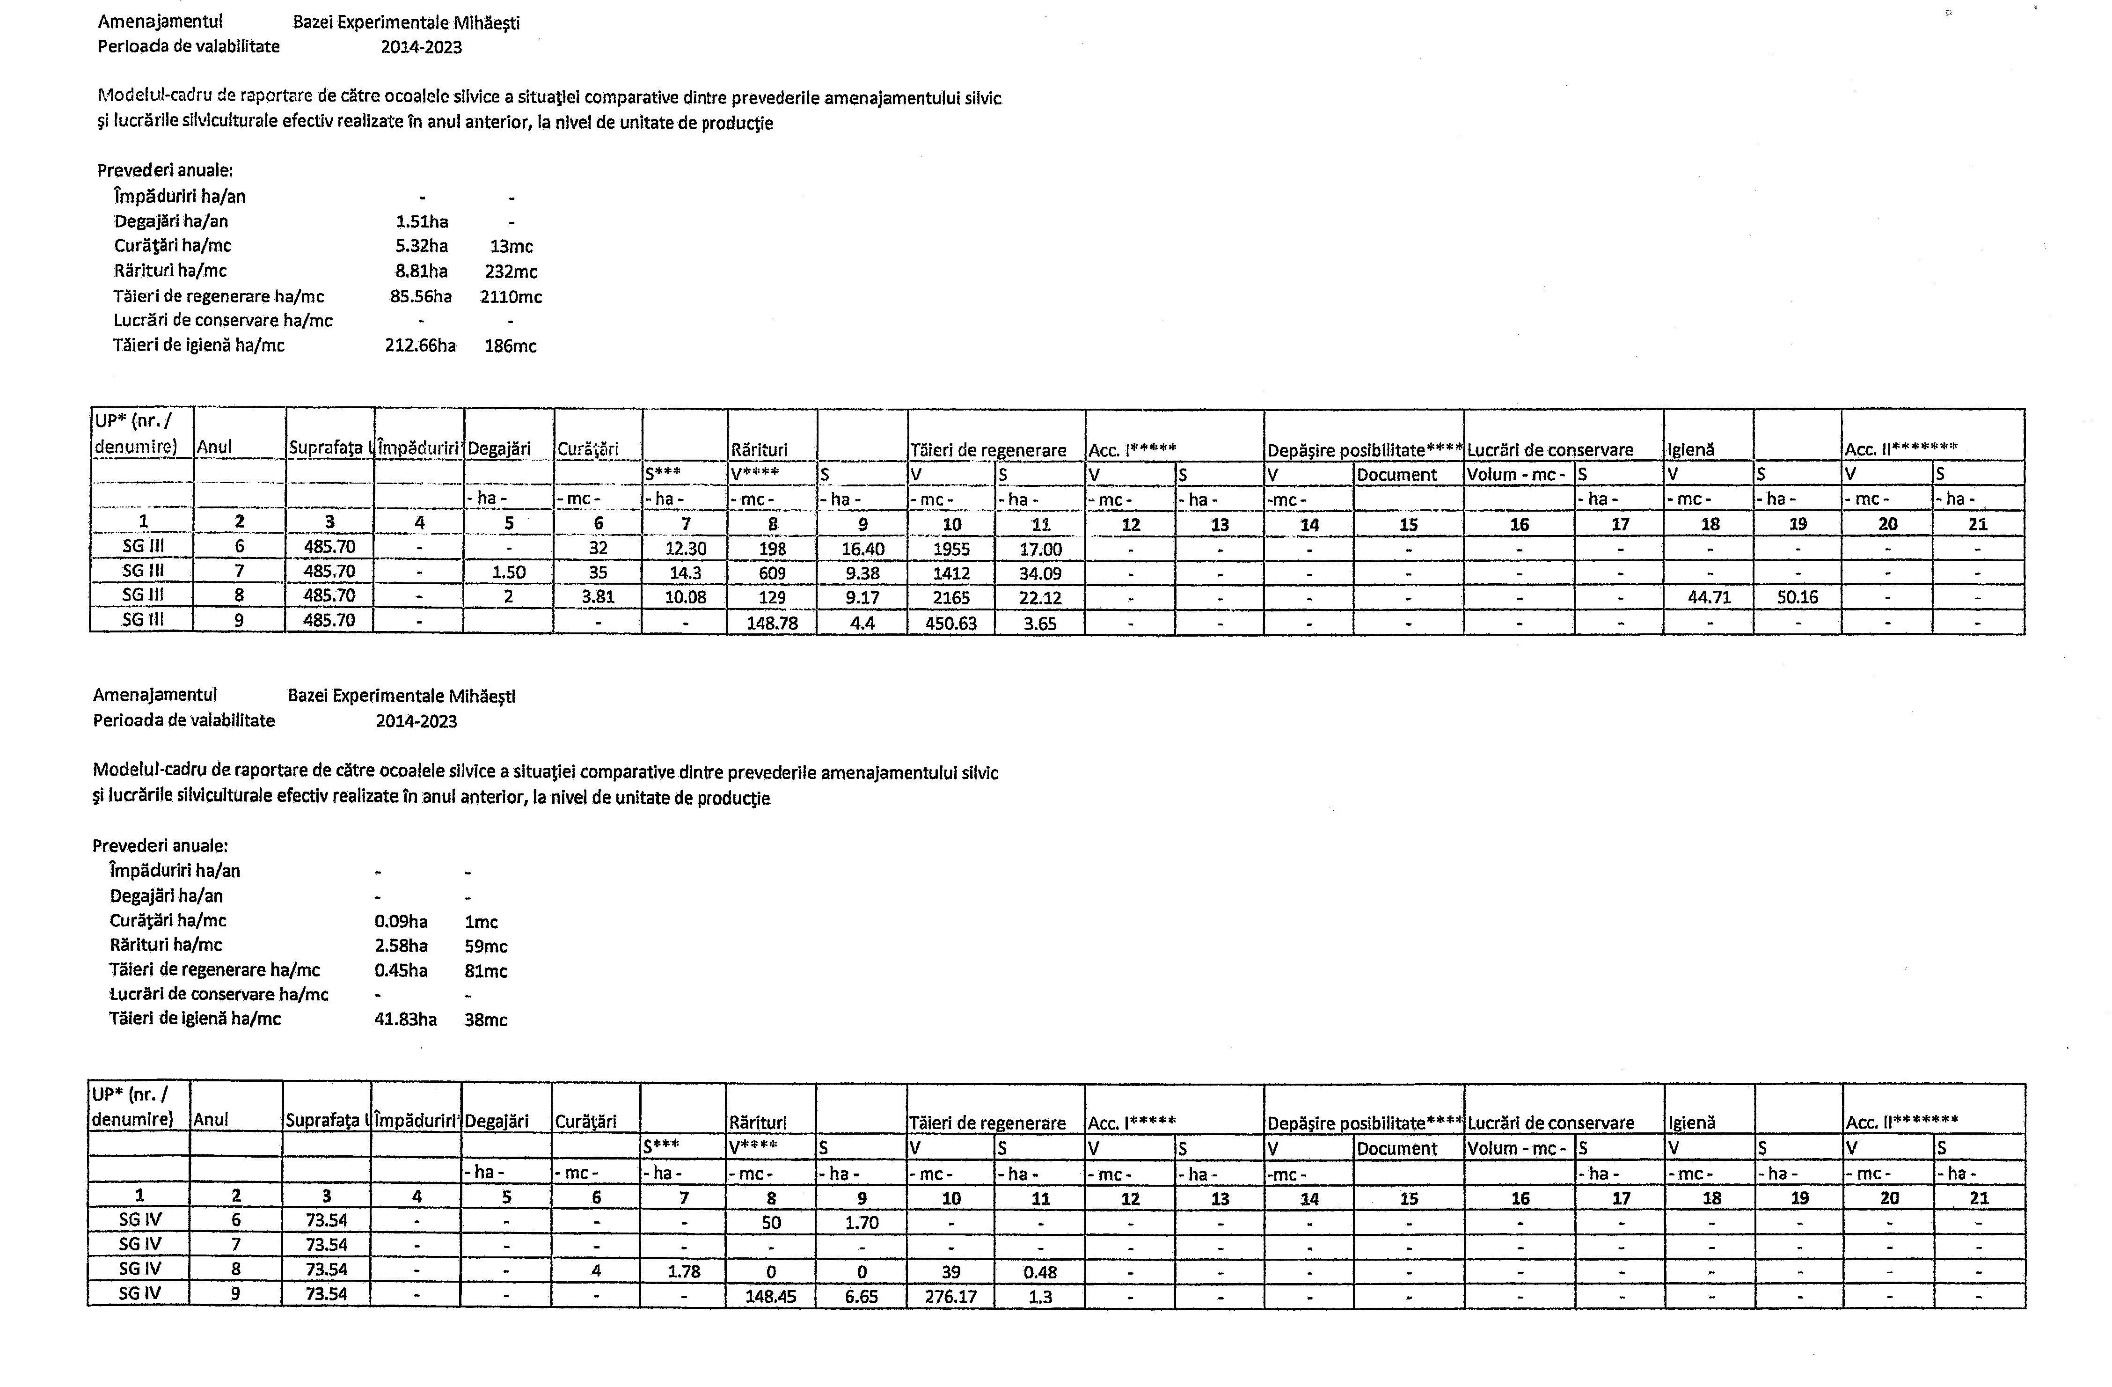 Amenajamentul Bazei Experimentale Mihăești
Perioada de valabilitate 2014-2023
Modelul-cadru de raportare de către ocoalele silvice a situației comparative dintre prevederile amenajamentului silvic
și lucrările silviculturale efectiv realizate în anul anterior, la nivel de unitate de producție
Prevederi anuale:
Împăduriri ha/an - -
Degajări ha/an 1.51ha -
Curățări ha/mc 5.32ha 13mc
Rărituri ha/mc 8.81ha 232mc
Tăieri de regenerare ha/mc 85.56ha 2110mc
Lucrări de conservare ha/mc - -
Tăieri de igienă ha/mc 212.66ha 186mc
UP* (nr. /
denumire) Anul Suprafața Împăduriri Degajări Curățări Rărituri Tăieri de regenerare Acc. I***** Depășire posibilitate**** Lucrări de conservare Igienă Acc. II*******
S*** V**** S V S V S V Document Volum - mc - S V S V S
- ha - - mc - - ha - - mc - - ha - - mc - - ha - - mc - - ha - -mc - - ha - - mc - - ha - - mc - - ha -
1 2 3 4 5 6 7 8 9 10 11 12 13 14 15 16 17 18 19 20 21
SG III 6 485.70 - - 32 12.30 198 16.40 1955 17.00 - - - - - - - - - -
SG III 7 485.70 - 1.50 35 14.3 609 9.38 1412 34.09 - - - - - - - - - -
SG III 8 485.70 - 2 3.81 10.08 129 9.17 2165 22.12 - - - - - - 44.71 50.16 - -
SG III 9 485.70 - - - 148.78 4.4 450.63 3.65 - - - - - - - - - -
Amenajamentul Bazei Experimentale Mihăești
Perioada de valabilitate 2014-2023
Modelul-cadru de raportare de către ocoalele silvice a situației comparative dintre prevederile amenajamentului silvic
și lucrările silviculturale efectiv realizate în anul anterior, la nivel de unitate de producție
Prevederi anuale:
Împăduriri ha/an - -
Degajări ha/an - -
Curățări ha/mc 0.09ha 1mc
Rărituri ha/mc 2.58ha 59mc
Tăieri de regenerare ha/mc 0.45ha 81mc
Lucrări de conservare ha/mc - -
Tăieri de igienă ha/mc 41.83ha 38mc
UP* (nr. /
denumire) Anul Suprafața Împăduriri Degajări Curățări Rărituri Tăieri de regenerare Acc. I***** Depășire posibilitate**** Lucrări de conservare Igienă Acc. II*******
S*** V**** S V S V S V Document Volum - mc - S V S V S
- ha - - mc - - ha - - mc - - ha - - mc - - ha - - mc - - ha - -mc - - ha - - mc - - ha - - mc - - ha -
1 2 3 4 5 6 7 8 9 10 11 12 13 14 15 16 17 18 19 20 21
SG IV 6 73.54 - - - - 50 1.70 - - - - - - - - - - - -
SG IV 7 73.54 - - - - - - - - - - - - - - - - - -
SG IV 8 73.54 - - 4 1.78 0 0 39 0.48 - - - - - - - - - -
SG IV 9 73.54 - - - - 148.45 6.65 276.17 1.3 - - - - - - - - - -